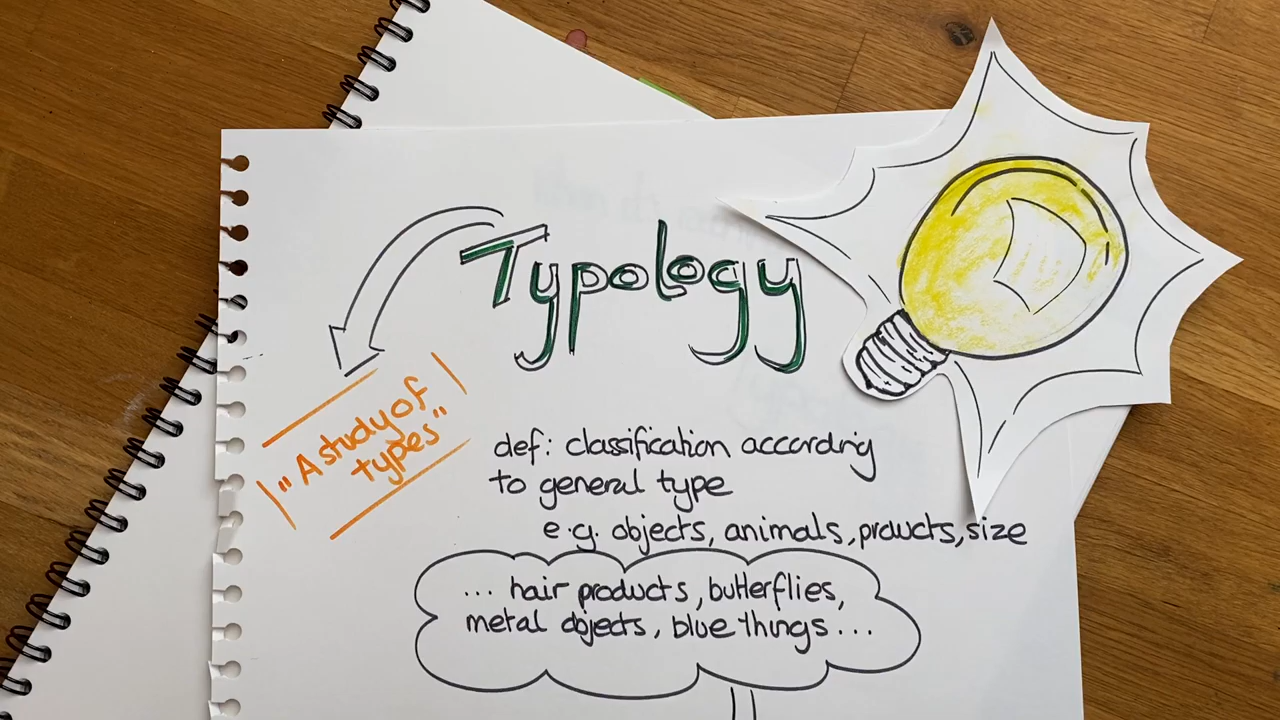 Typology
"A study of
types"
def: classification according
to general type
e.g. objects, animals, prowcts, size
... hair products, butterflies,
metal objects, blue things ...